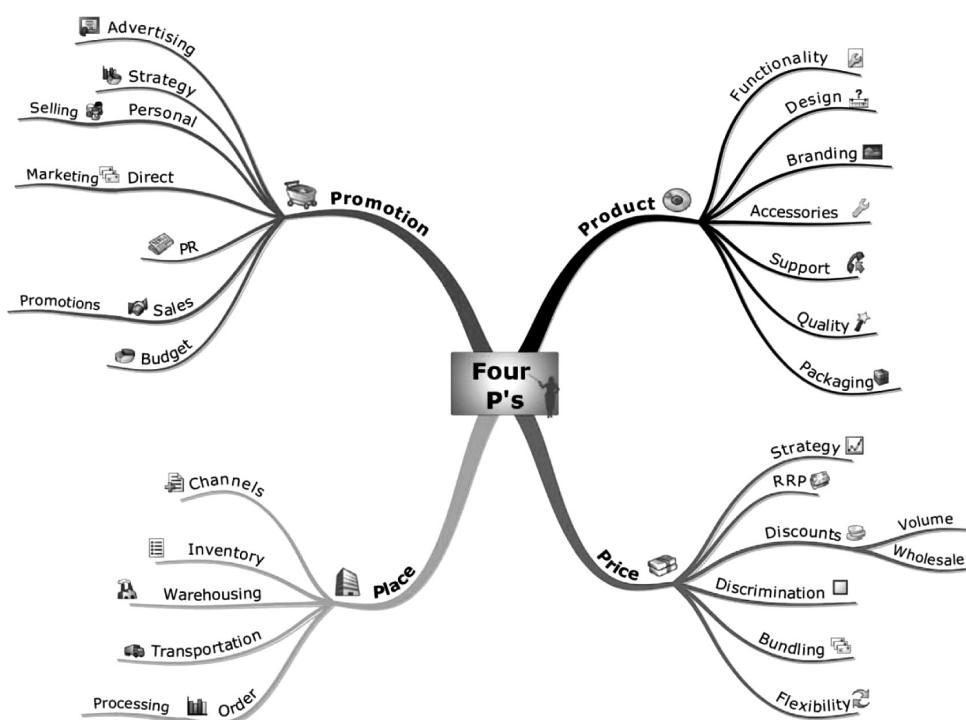 Four
P's
Promotion
Advertising
Strategy
Selling Personal
Marketing Direct
PR
Promotions Sales
Budget
Product
Functionality
Design
Branding
Accessories
Support
Quality
Packaging
Place
Channels
Inventory
Warehousing
Transportation
Processing Order
Price
Strategy
RRP
Discounts
Volume
Wholesale
Discrimination
Bundling
Flexibility